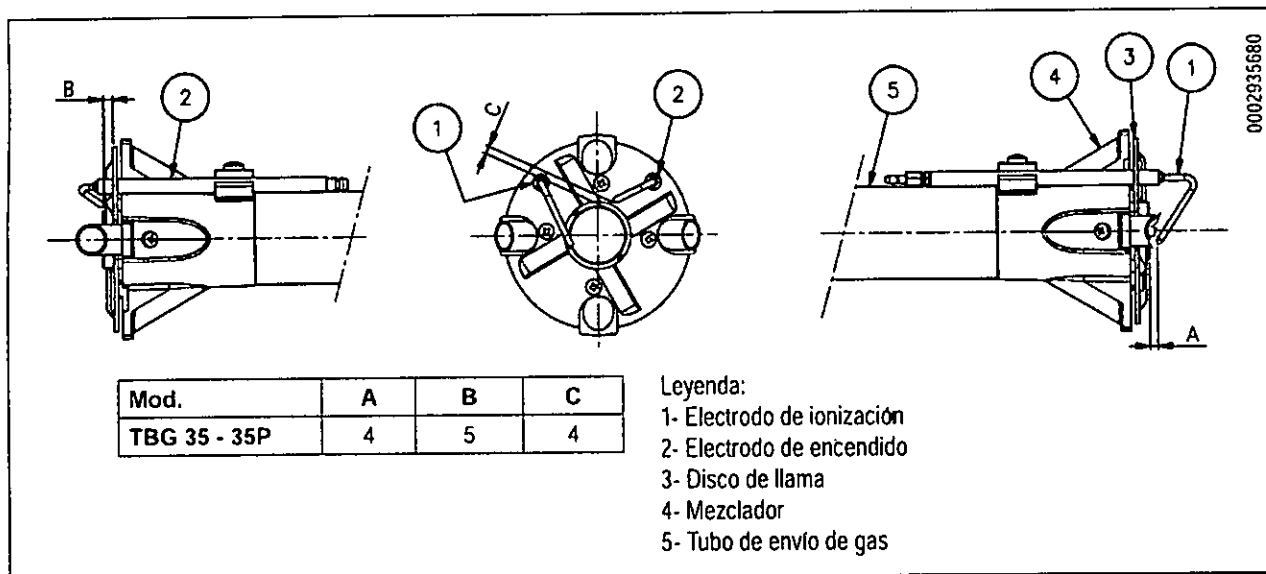 0002935680
B
2
1
C
2
5
4
3
1
A
Mod. A B C
TBG 35 - 35P 4 5 4
Leyenda:
1- Electrodo de ionización
2- Electrodo de encendido
3- Disco de llama
4- Mezclador
5- Tubo de envío de gas